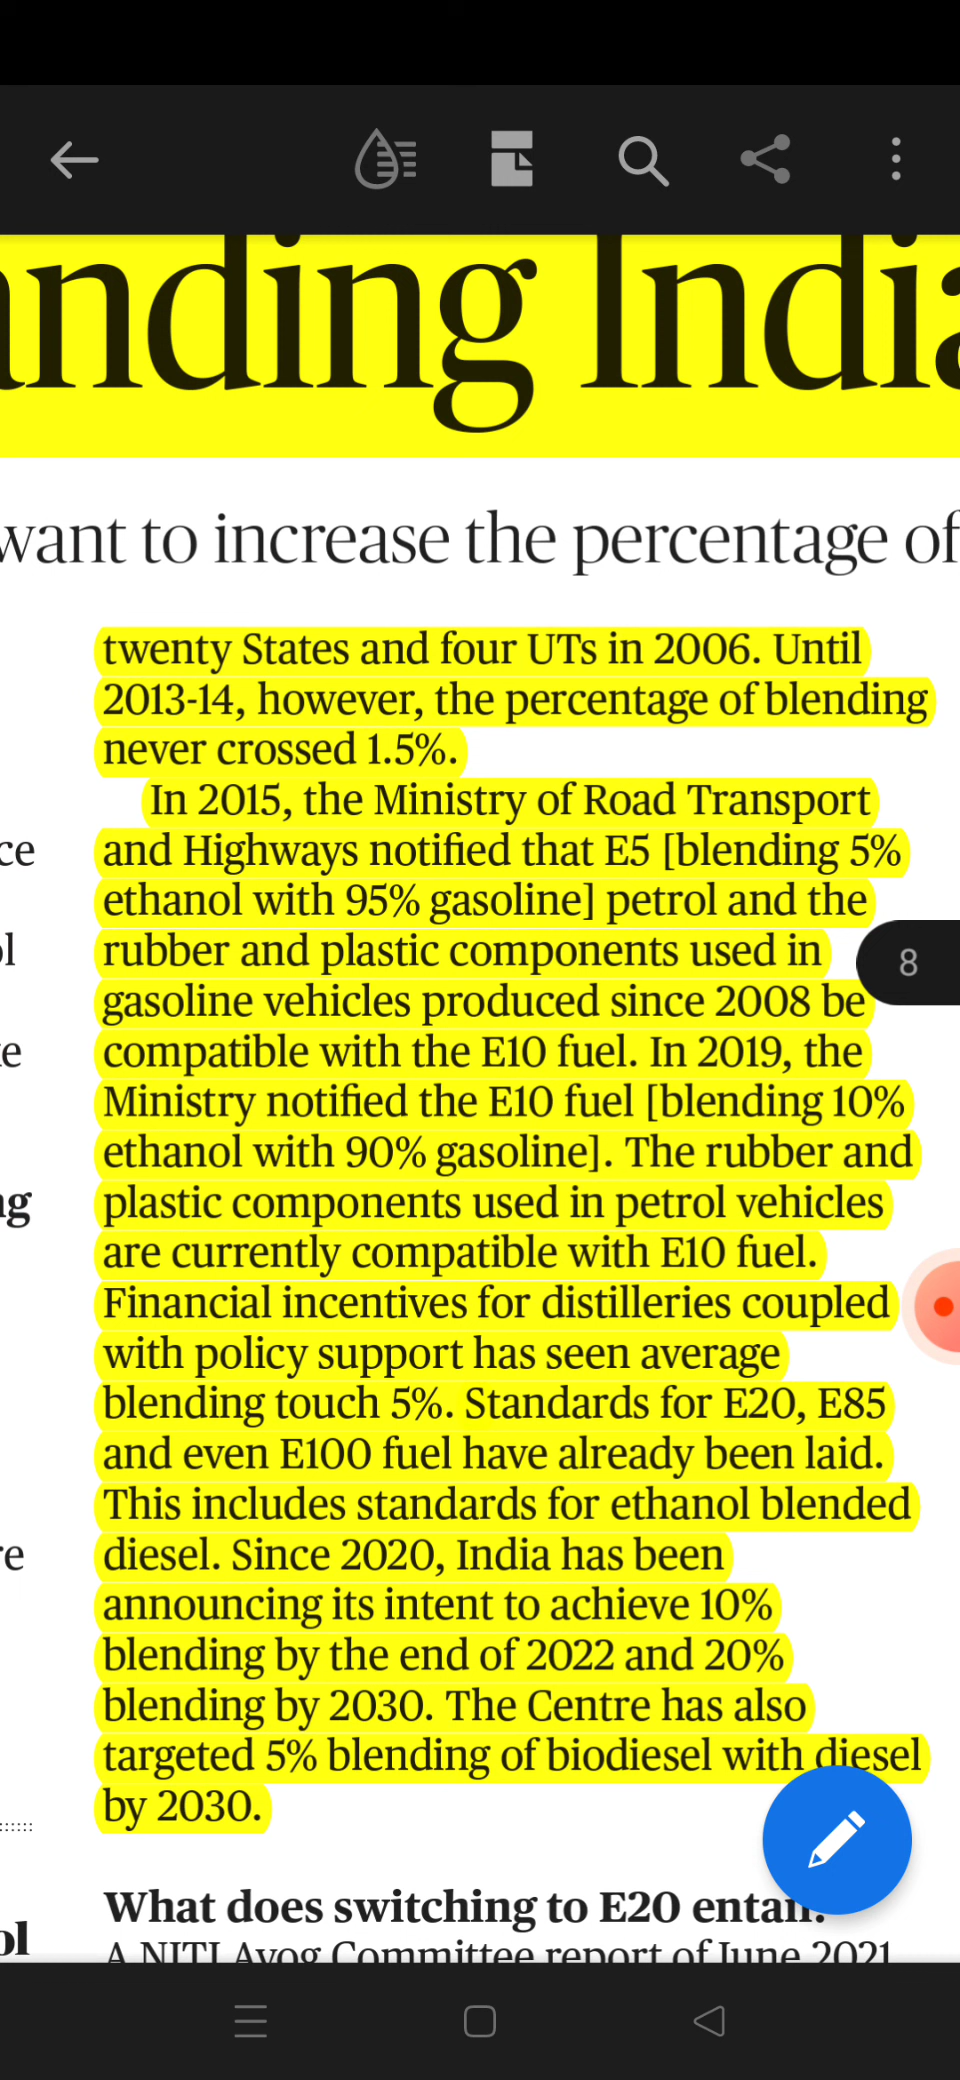 anding India
want to increase the percentage of
twenty States and four UTs in 2006. Until
2013-14, however, the percentage of blending
never crossed 1.5%.
In 2015, the Ministry of Road Transport
and Highways notified that E5 [blending 5%
ethanol with 95% gasoline] petrol and the
rubber and plastic components used in
gasoline vehicles produced since 2008 be
compatible with the E10 fuel. In 2019, the
Ministry notified the E10 fuel [blending 10%
ethanol with 90% gasoline]. The rubber and
plastic components used in petrol vehicles
are currently compatible with E10 fuel.
Financial incentives for distilleries coupled
with policy support has seen average
blending touch 5%. Standards for E20, E85
and even E100 fuel have already been laid.
This includes standards for ethanol blended
diesel. Since 2020, India has been
announcing its intent to achieve 10%
blending by the end of 2022 and 20%
blending by 2030. The Centre has also
targeted 5% blending of biodiesel with diesel
by 2030.
What does switching to E20 entail?
A NITI Ayog Committee report of June 2021
8